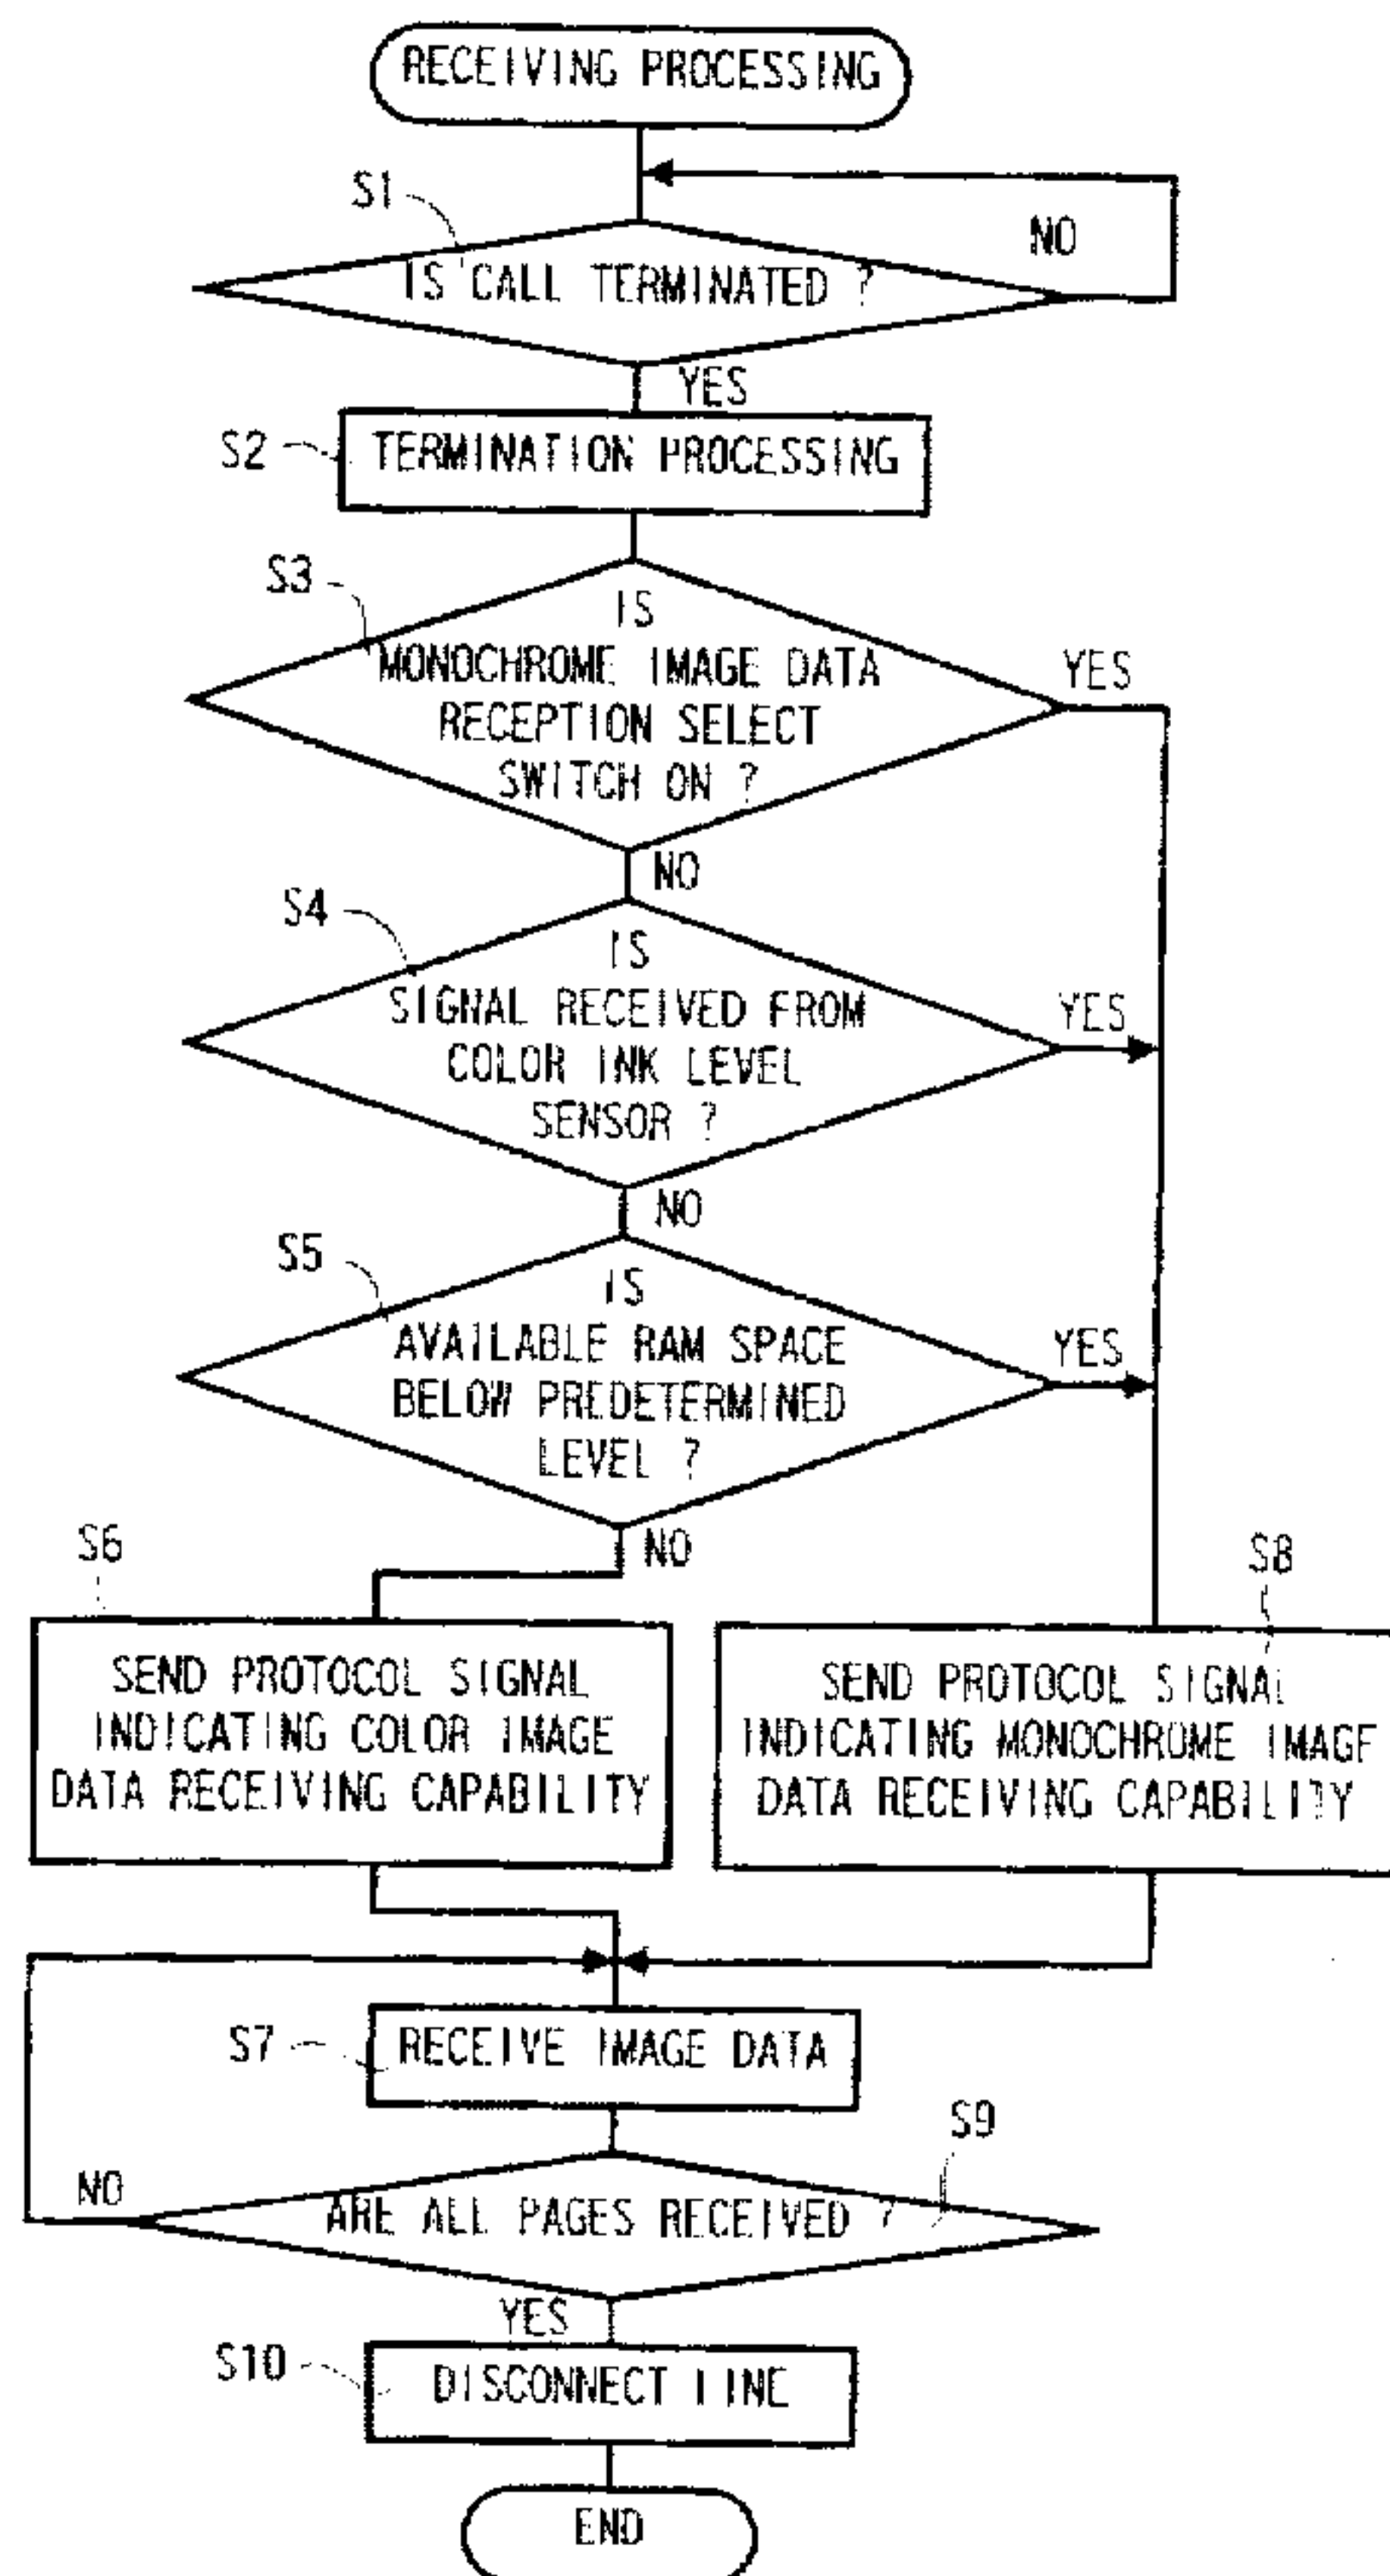 RECEIVING PROCESSING
S1
NO
IS CALL TERMINATED ?
YES
S2
TERMINATION PROCESSING
S3
IS
MONOCHROME IMAGE DATA
RECEPTION SELECT
SWITCH ON ?
YES
NO
S4
IS
SIGNAL RECEIVED FROM
COLOR INK LEVEL
SENSOR ?
YES
NO
S5
IS
AVAILABLE RAM SPACE
BELOW PREDETERMINED
LEVEL ?
YES
NO
S6
SEND PROTOCOL SIGNAL
INDICATING COLOR IMAGE
DATA RECEIVING CAPABILITY
S8
SEND PROTOCOL SIGNAL
INDICATING MONOCHROME IMAGE
DATA RECEIVING CAPABILITY
S7
RECEIVE IMAGE DATA
S9
NO
ARE ALL PAGES RECEIVED ?
YES
S10
DISCONNECT LINE
END